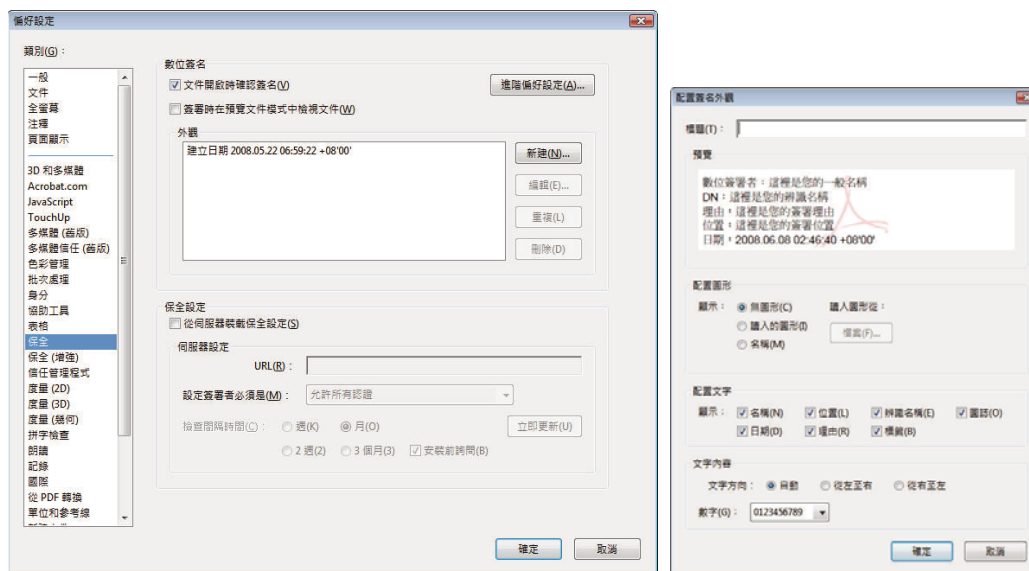 偏好設定
類別(G)：
一般
文件
全螢幕
注釋
頁面顯示
3D 和多媒體
Acrobat.com
JavaScript
TouchUp
多媒體 (舊版)
多媒體信任 (舊版)
色彩管理
批次處理
身分
協助工具
表格
保全
保全 (增強)
信任管理程式
度量 (2D)
度量 (3D)
度量 (幾何)
拼字檢查
朗讀
記錄
國際
從 PDF 轉換
單位和參考線
數位簽名
文件開啟時確認簽名(V)
進階偏好設定(A)...
簽署時在預覽文件模式中檢視文件(W)
外觀
建立日期 2008.05.22 06:59:22 +08'00'
新建(N)...
編輯(E)...
重複(L)
刪除(D)
保全設定
從伺服器裝載保全設定(S)
伺服器設定
URL(R)：
設定簽署者必須是(M)： 允許所有認證
檢查間隔時間(C)： 週(K) 月(O) 立即更新(U)
2 週(2) 3 個月(3) 安裝前詢問(B)
確定 取消
配置簽名外觀
標題(T)：
預覽
數位簽署者：這裡是您的一般名稱
DN：這裡是您的辨識名稱
理由：這裡是您的簽署理由
位置：這裡是您的簽署位置
日期：2008.06.08 02:46:40 +08'00'
配置圖形
顯示： 無圖形(C) 讀入圖形從：
讀入的圖形(I) 檔案(F)...
名稱(M)
配置文字
顯示： 名稱(N) 位置(L) 辨識名稱(E) 圖誌(O)
日期(D) 理由(R) 標籤(B)
文字內容
文字方向： 自動 從左至右 從右至左
數字(G)： 0123456789
確定 取消